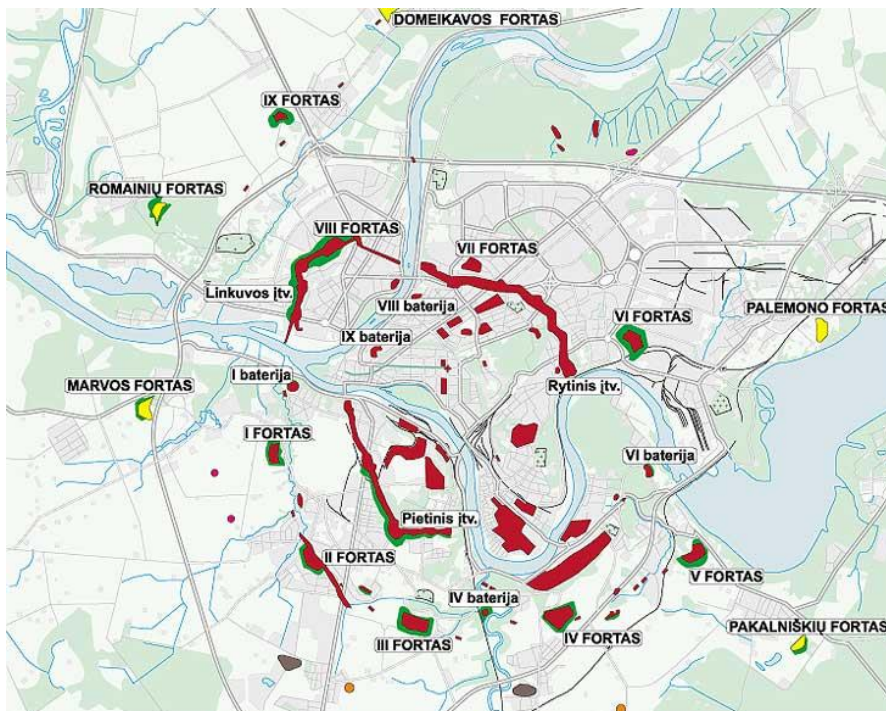 DOMEIKAVOS FORTAS
IX FORTAS
ROMAINIŲ FORTAS
VIII FORTAS
VII FORTAS
Linkuvos įtv.
VIII baterija
PALEMONO FORTAS
VI FORTAS
IX baterija
I baterija
MARVOS FORTAS
Rytinis įtv.
I FORTAS
VI baterija
Pietinis įtv.
II FORTAS
V FORTAS
IV baterija
PAKALNIŠKIŲ FORTAS
IV FORTAS
III FORTAS